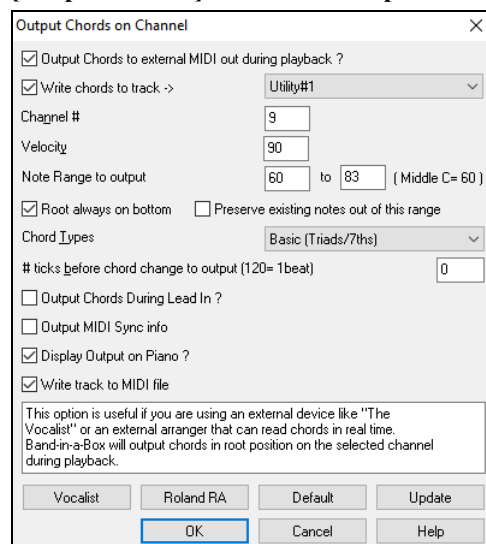 Output Chords on Channel
Output Chords to external MIDI out during playback ?
Write chords to track -> Utility#1
Channel # 9
Velocity 90
Note Range to output 60 to 83 ( Middle C= 60 )
Root always on bottom Preserve existing notes out of this range
Chord Types Basic (Triads/7ths)
# ticks before chord change to output (120= 1beat) 0
Output Chords During Lead In ?
Output MIDI Sync info
Display Output on Piano ?
Write track to MIDI file
This option is useful if you are using an external device like "The
Vocalist" or an external arranger that can read chords in real time.
Band-in-a-Box will output chords in root position on the selected channel
during playback.
Vocalist Roland RA Default Update
OK Cancel Help